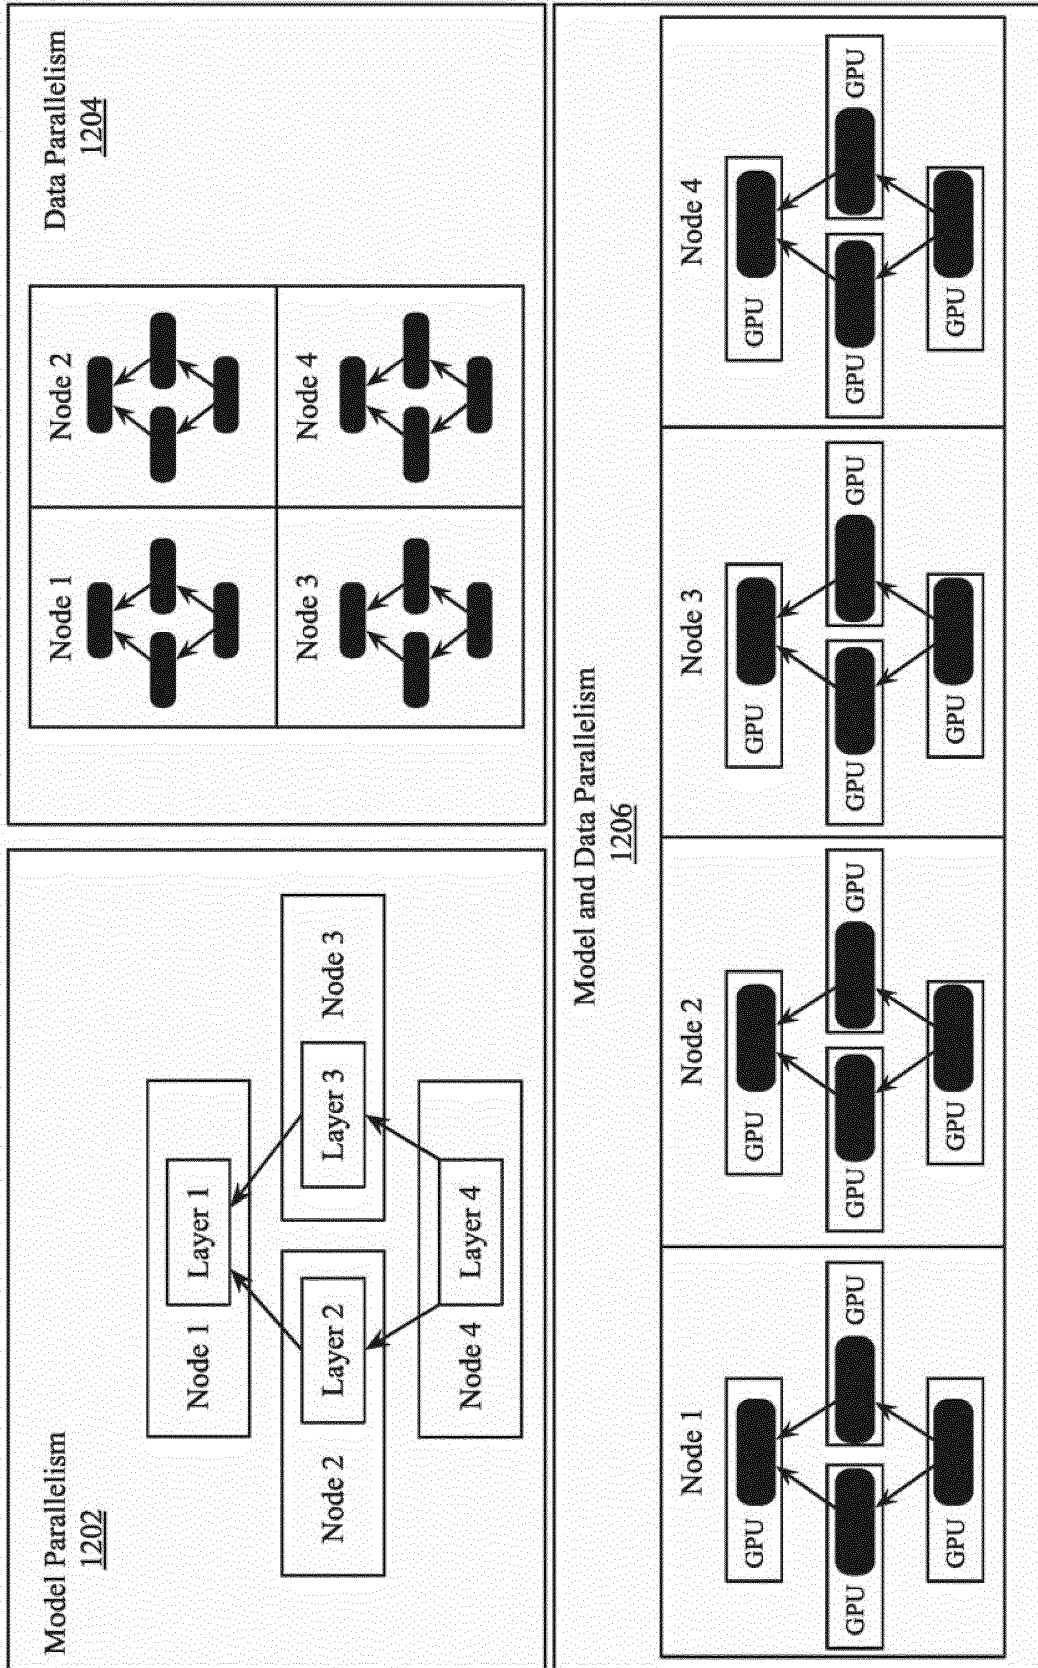 Model Parallelism
1202
Node 1
Layer 1
Node 2
Layer 2
Layer 3
Node 3
Node 4
Layer 4
Data Parallelism
1204
Node 1
Node 2
Node 3
Node 4
Model and Data Parallelism
1206
Node 1
GPU
GPU
GPU
GPU
Node 2
GPU
GPU
GPU
GPU
Node 3
GPU
GPU
GPU
GPU
Node 4
GPU
GPU
GPU
GPU